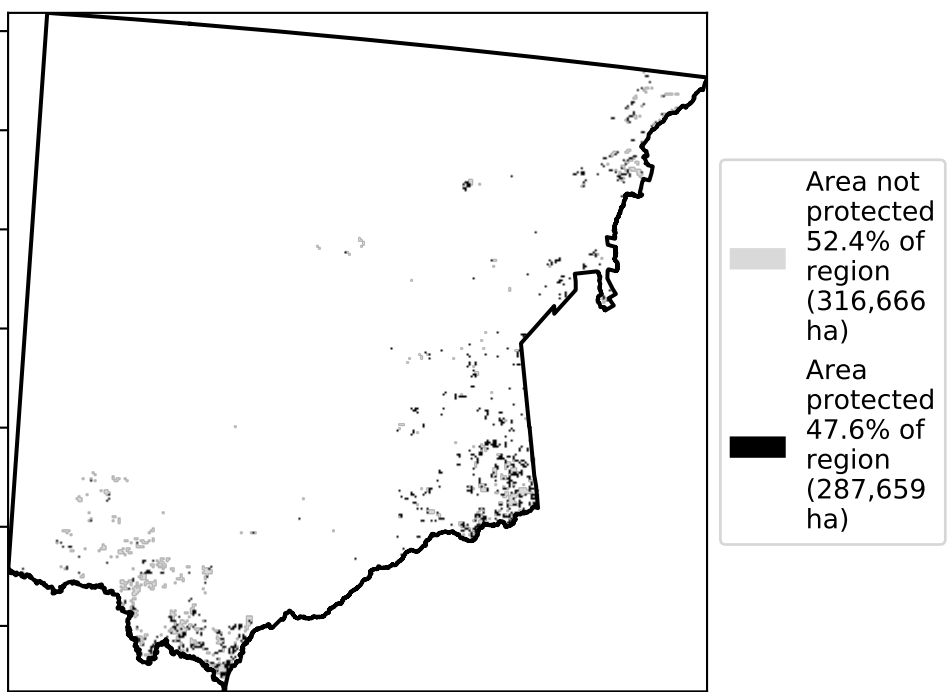 Area not
protected
52.4% of
region
(316,666
ha)
Area
protected
47.6% of
region
(287,659
ha)